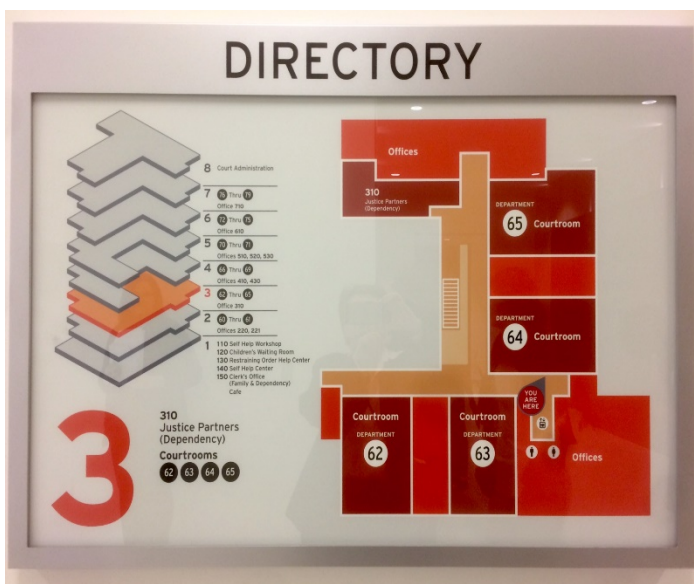 DIRECTORY
8 Court Administration
7 76 Thru 79
Office 710
6 72 Thru 75
Office 610
5 70 Thru 71
Offices 510, 520, 530
4 66 Thru 69
Offices 410, 430
3 62 Thru 65
Office 310
2 60 Thru 61
Offices 220, 221
1 110 Self Help Workshop
120 Children's Waiting Room
130 Restraining Order Help Center
140 Self Help Center
150 Clerk's Office
(Family & Dependency)
Cafe
3
310
Justice Partners
(Dependency)
Courtrooms
62 63 64 65
Offices
310
Justice Partners
(Dependency)
DEPARTMENT
65 Courtroom
DEPARTMENT
64 Courtroom
YOU
ARE
HERE
Courtroom
DEPARTMENT
62
Courtroom
DEPARTMENT
63
Offices